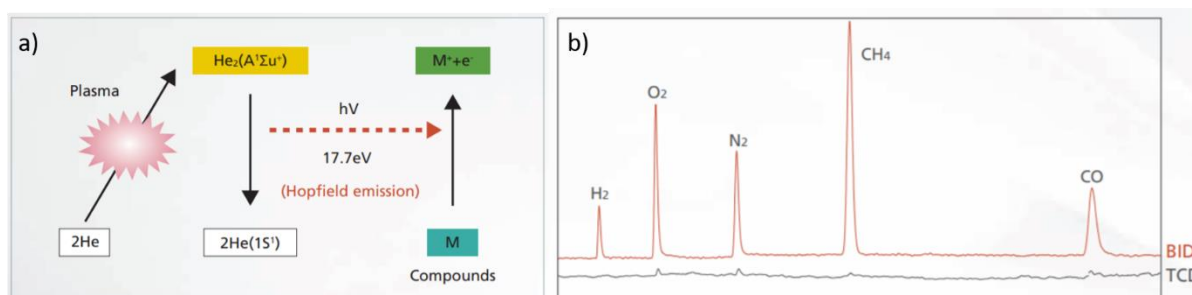 a)
He₂(A¹Σu⁺)
M⁺+e⁻
Plasma
hV
17.7eV
(Hopfield emission)
2He
2He(1S¹)
M
Compounds
b)
CH₄
O₂
N₂
H₂
CO
BID
TCD